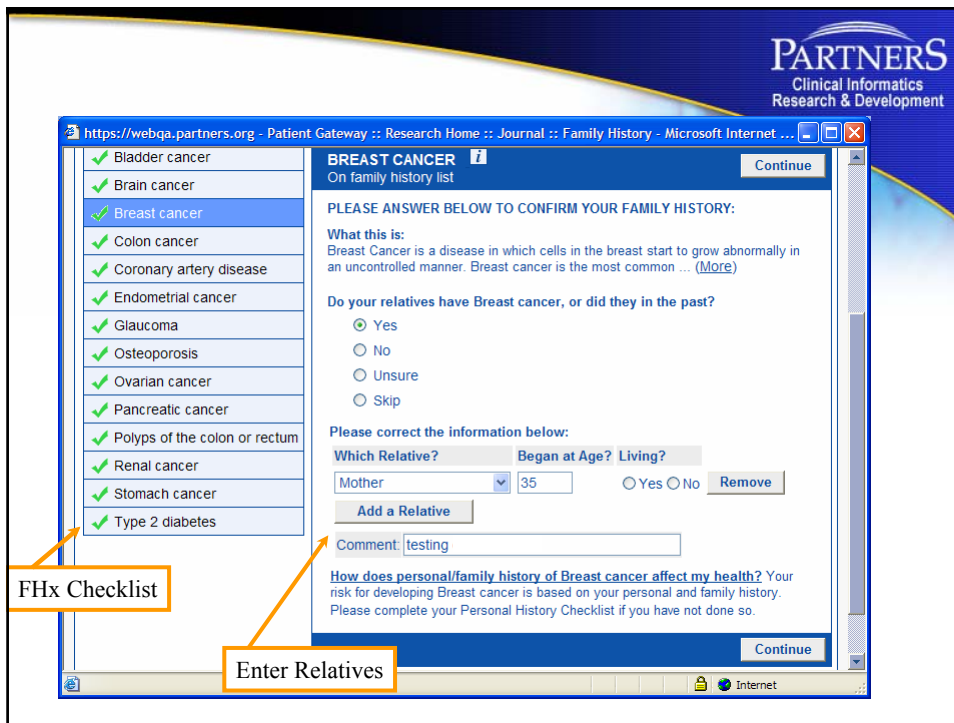 PARTNERS
Clinical Informatics
Research & Development
https://webqa.partners.org - Patient Gateway :: Research Home :: Journal :: Family History - Microsoft Internet ...
Bladder cancer
Brain cancer
Breast cancer
Colon cancer
Coronary artery disease
Endometrial cancer
Glaucoma
Osteoporosis
Ovarian cancer
Pancreatic cancer
Polyps of the colon or rectum
Renal cancer
Stomach cancer
Type 2 diabetes
BREAST CANCER i
On family history list
Continue
PLEASE ANSWER BELOW TO CONFIRM YOUR FAMILY HISTORY:
What this is:
Breast Cancer is a disease in which cells in the breast start to grow abnormally in
an uncontrolled manner. Breast cancer is the most common ... (More)
Do your relatives have Breast cancer, or did they in the past?
Yes
No
Unsure
Skip
Please correct the information below:
Which Relative? Began at Age? Living?
Mother 35 Yes No Remove
Add a Relative
Comment: testing
How does personal/family history of Breast cancer affect my health? Your
risk for developing Breast cancer is based on your personal and family history.
Please complete your Personal History Checklist if you have not done so.
Continue
FHx Checklist
Enter Relatives
Internet